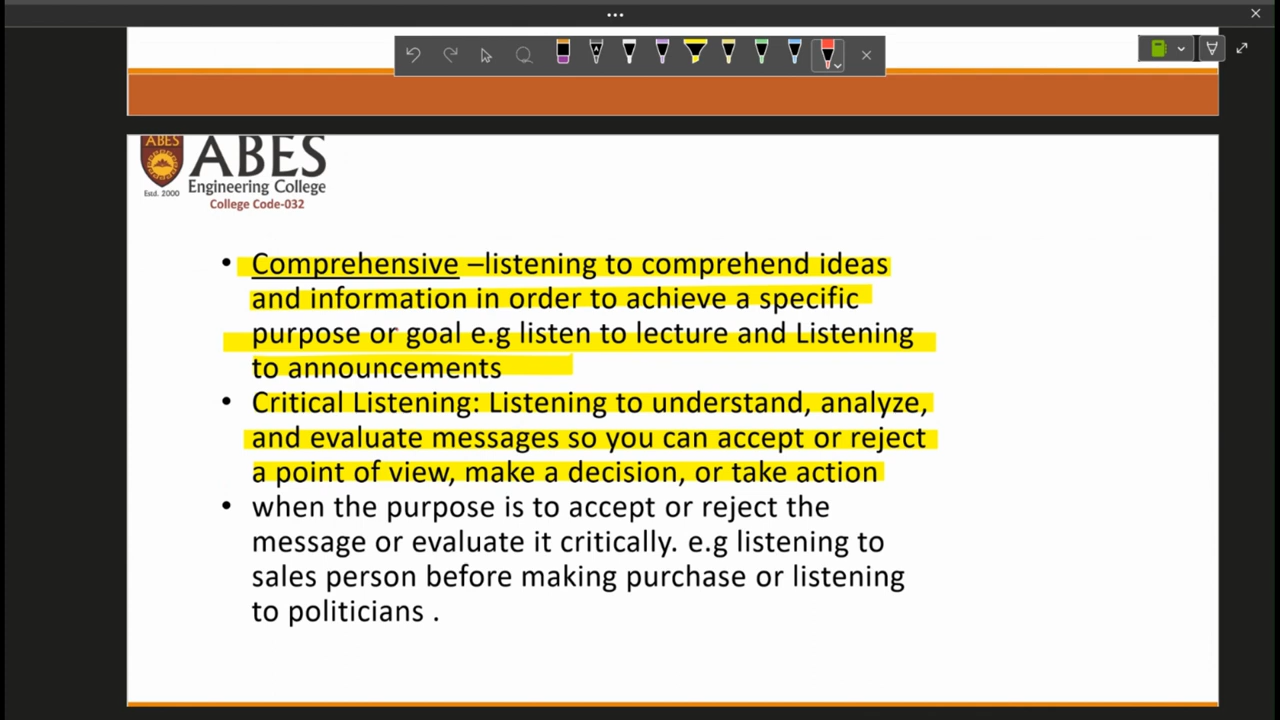 ABES
ABES
Engineering College
Estd. 2000
College Code-032
• Comprehensive –listening to comprehend ideas
and information in order to achieve a specific
purpose or goal e.g listen to lecture and Listening
to announcements
• Critical Listening: Listening to understand, analyze,
and evaluate messages so you can accept or reject
a point of view, make a decision, or take action
• when the purpose is to accept or reject the
message or evaluate it critically. e.g listening to
sales person before making purchase or listening
to politicians .